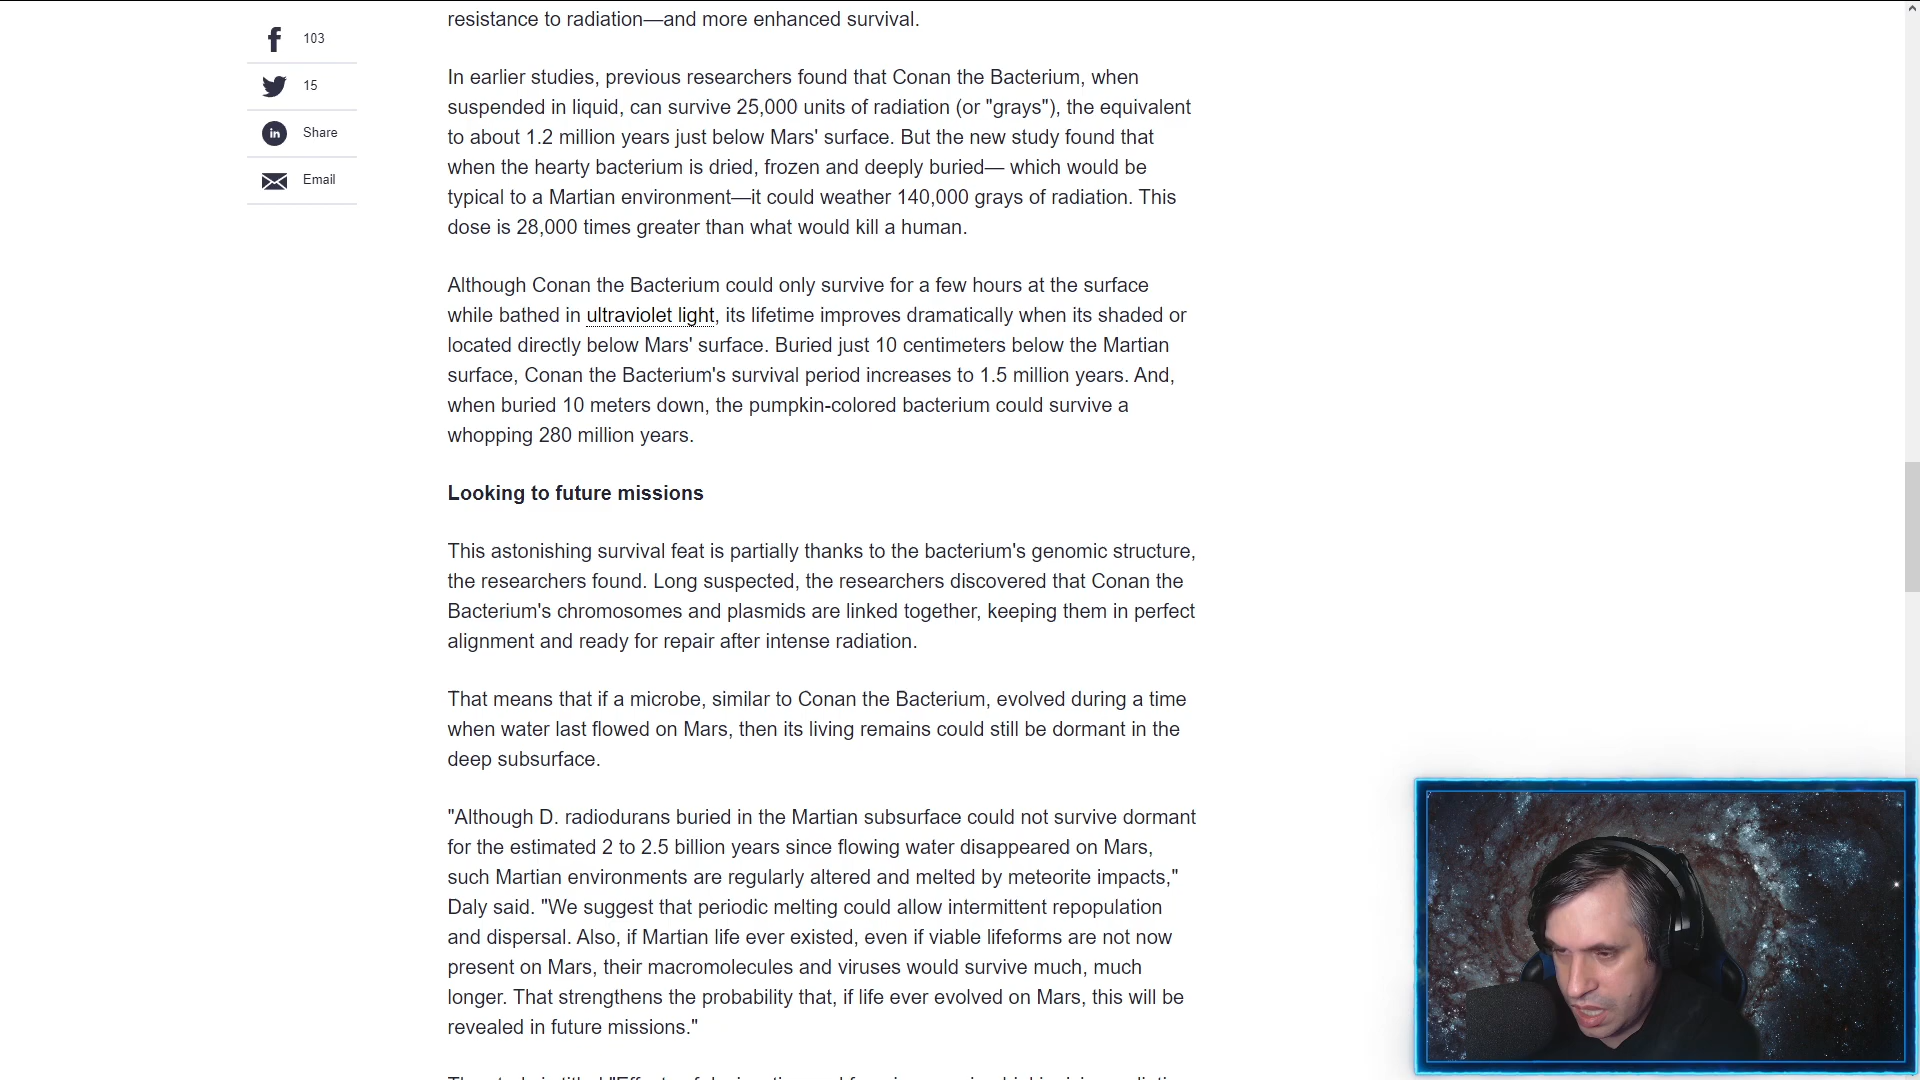 resistance to radiation—and more enhanced survival.
103
15
Share
Email
In earlier studies, previous researchers found that Conan the Bacterium, when
suspended in liquid, can survive 25,000 units of radiation (or "grays"), the equivalent
to about 1.2 million years just below Mars' surface. But the new study found that
when the hearty bacterium is dried, frozen and deeply buried— which would be
typical to a Martian environment—it could weather 140,000 grays of radiation. This
dose is 28,000 times greater than what would kill a human.
Although Conan the Bacterium could only survive for a few hours at the surface
while bathed in ultraviolet light, its lifetime improves dramatically when its shaded or
located directly below Mars' surface. Buried just 10 centimeters below the Martian
surface, Conan the Bacterium's survival period increases to 1.5 million years. And,
when buried 10 meters down, the pumpkin-colored bacterium could survive a
whopping 280 million years.
Looking to future missions
This astonishing survival feat is partially thanks to the bacterium's genomic structure,
the researchers found. Long suspected, the researchers discovered that Conan the
Bacterium's chromosomes and plasmids are linked together, keeping them in perfect
alignment and ready for repair after intense radiation.
That means that if a microbe, similar to Conan the Bacterium, evolved during a time
when water last flowed on Mars, then its living remains could still be dormant in the
deep subsurface.
"Although D. radiodurans buried in the Martian subsurface could not survive dormant
for the estimated 2 to 2.5 billion years since flowing water disappeared on Mars,
such Martian environments are regularly altered and melted by meteorite impacts,"
Daly said. "We suggest that periodic melting could allow intermittent repopulation
and dispersal. Also, if Martian life ever existed, even if viable lifeforms are not now
present on Mars, their macromolecules and viruses would survive much, much
longer. That strengthens the probability that, if life ever evolved on Mars, this will be
revealed in future missions."